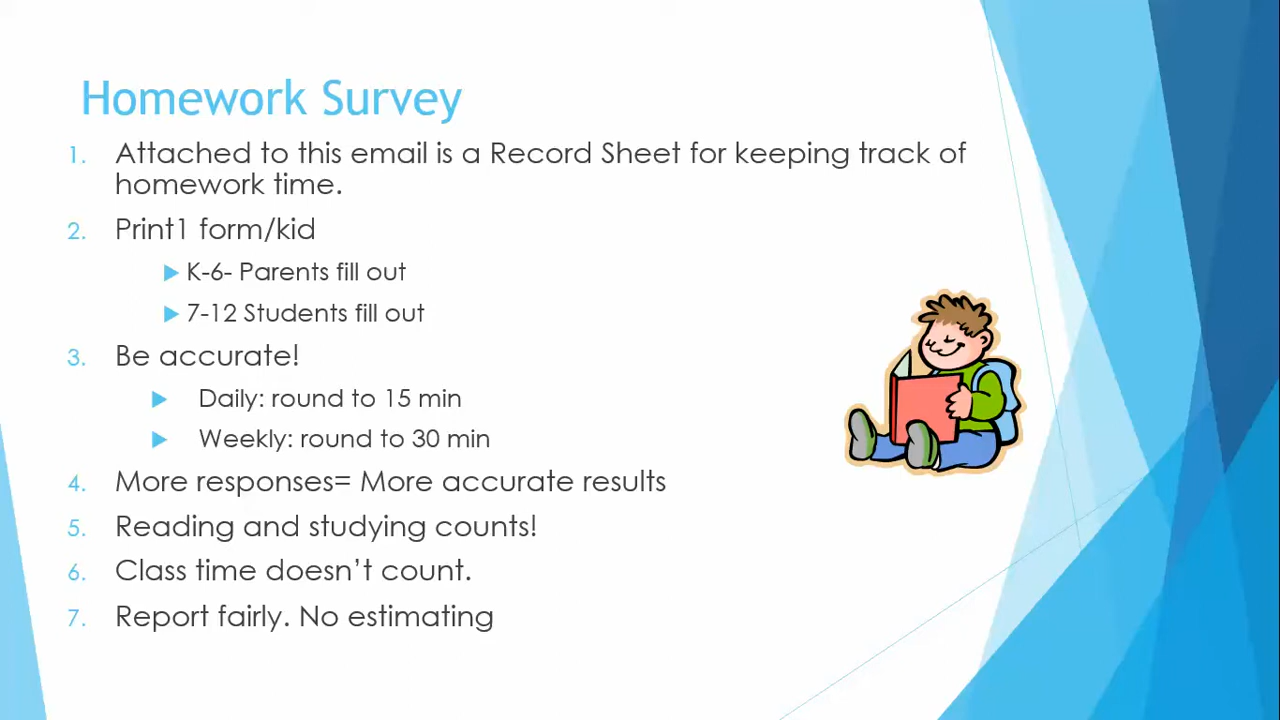 Homework Survey
1. Attached to this email is a Record Sheet for keeping track of
homework time.
2. Print1 form/kid
K-6- Parents fill out
7-12 Students fill out
3. Be accurate!
Daily: round to 15 min
Weekly: round to 30 min
4. More responses= More accurate results
5. Reading and studying counts!
6. Class time doesn’t count.
7. Report fairly. No estimating